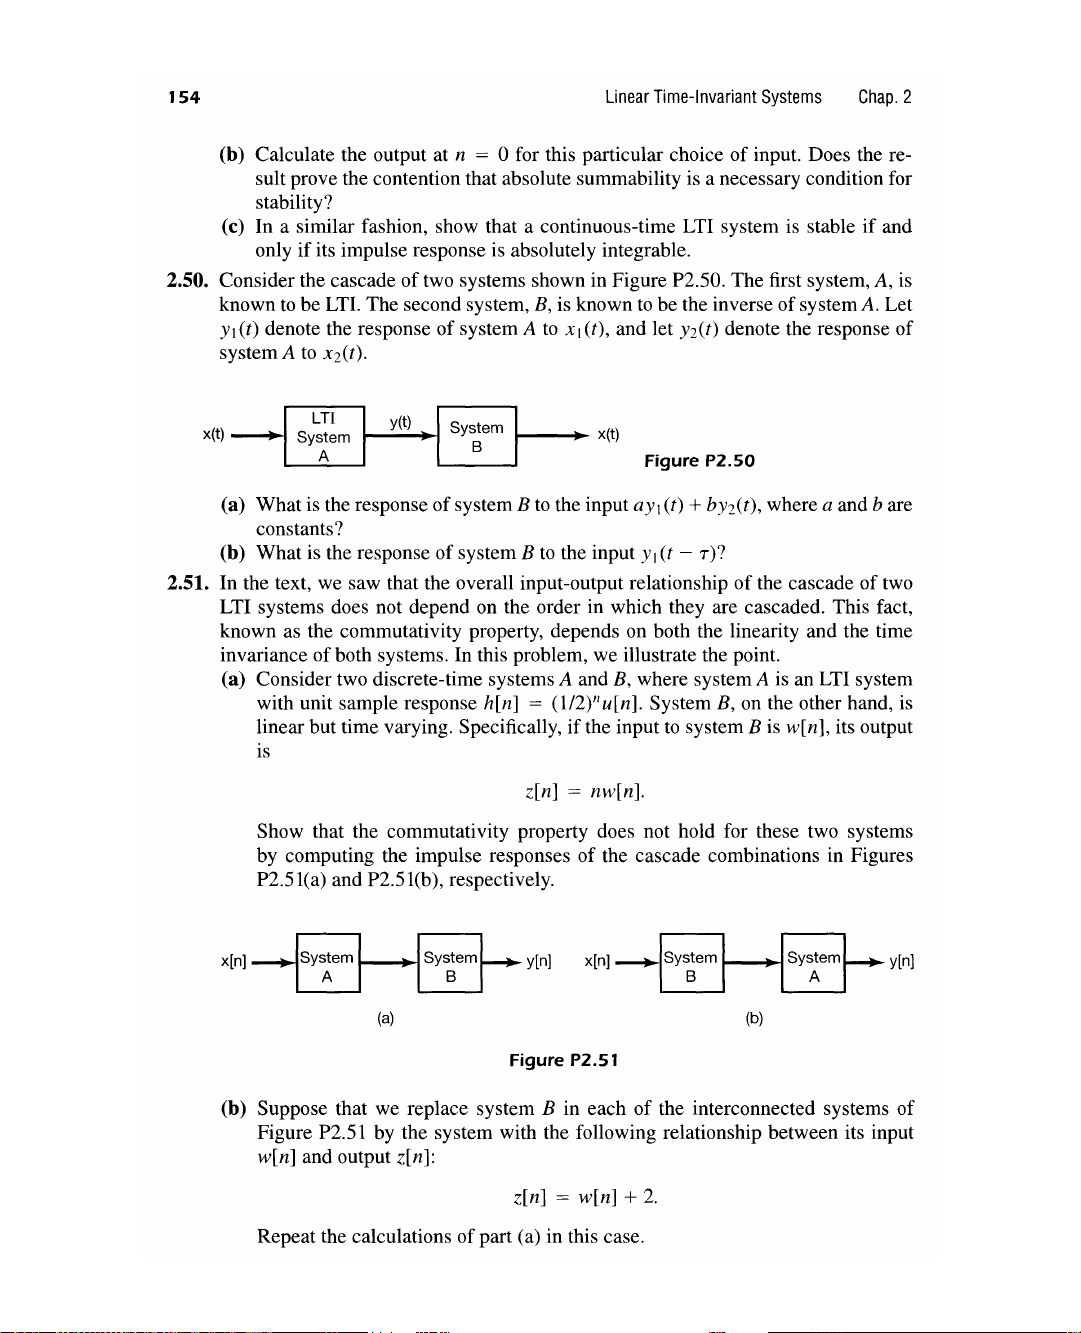 154 Linear Time-Invariant Systems Chap. 2
(b) Calculate the output at n = 0 for this particular choice of input. Does the re-
sult prove the contention that absolute summability is a necessary condition for
stability?
(c) In a similar fashion, show that a continuous-time LTI system is stable if and
only if its impulse response is absolutely integrable.
2.50. Consider the cascade of two systems shown in Figure P2.50. The first system, A, is
known to be LTI. The second system, B, is known to be the inverse of system A. Let
y₁(t) denote the response of system A to x₁(t), and let y₂(t) denote the response of
system A to x₂(t).
x(t) LTI System A y(t) System B x(t)
Figure P2.50
(a) What is the response of system B to the input ay₁(t) + by₂(t), where a and b are
constants?
(b) What is the response of system B to the input y₁(t − τ)?
2.51. In the text, we saw that the overall input-output relationship of the cascade of two
LTI systems does not depend on the order in which they are cascaded. This fact,
known as the commutativity property, depends on both the linearity and the time
invariance of both systems. In this problem, we illustrate the point.
(a) Consider two discrete-time systems A and B, where system A is an LTI system
with unit sample response h[n] = (1/2)ⁿu[n]. System B, on the other hand, is
linear but time varying. Specifically, if the input to system B is w[n], its output
is
z[n] = nw[n].
Show that the commutativity property does not hold for these two systems
by computing the impulse responses of the cascade combinations in Figures
P2.51(a) and P2.51(b), respectively.
x[n] System A System B y[n] x[n] System B System A y[n]
(a) (b)
Figure P2.51
(b) Suppose that we replace system B in each of the interconnected systems of
Figure P2.51 by the system with the following relationship between its input
w[n] and output z[n]:
z[n] = w[n] + 2.
Repeat the calculations of part (a) in this case.